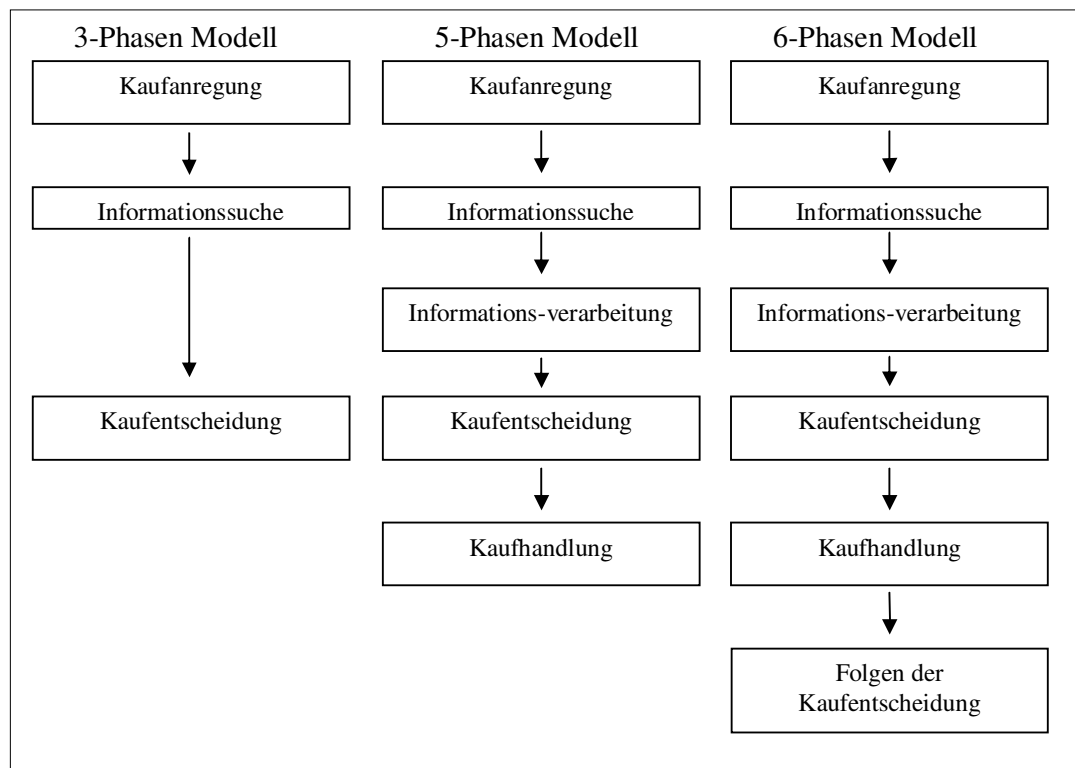 3-Phasen Modell
Kaufanregung
Informationssuche
Kaufentscheidung
5-Phasen Modell
Kaufanregung
Informationssuche
Informations-verarbeitung
Kaufentscheidung
Kaufhandlung
6-Phasen Modell
Kaufanregung
Informationssuche
Informations-verarbeitung
Kaufentscheidung
Kaufhandlung
Folgen der
Kaufentscheidung